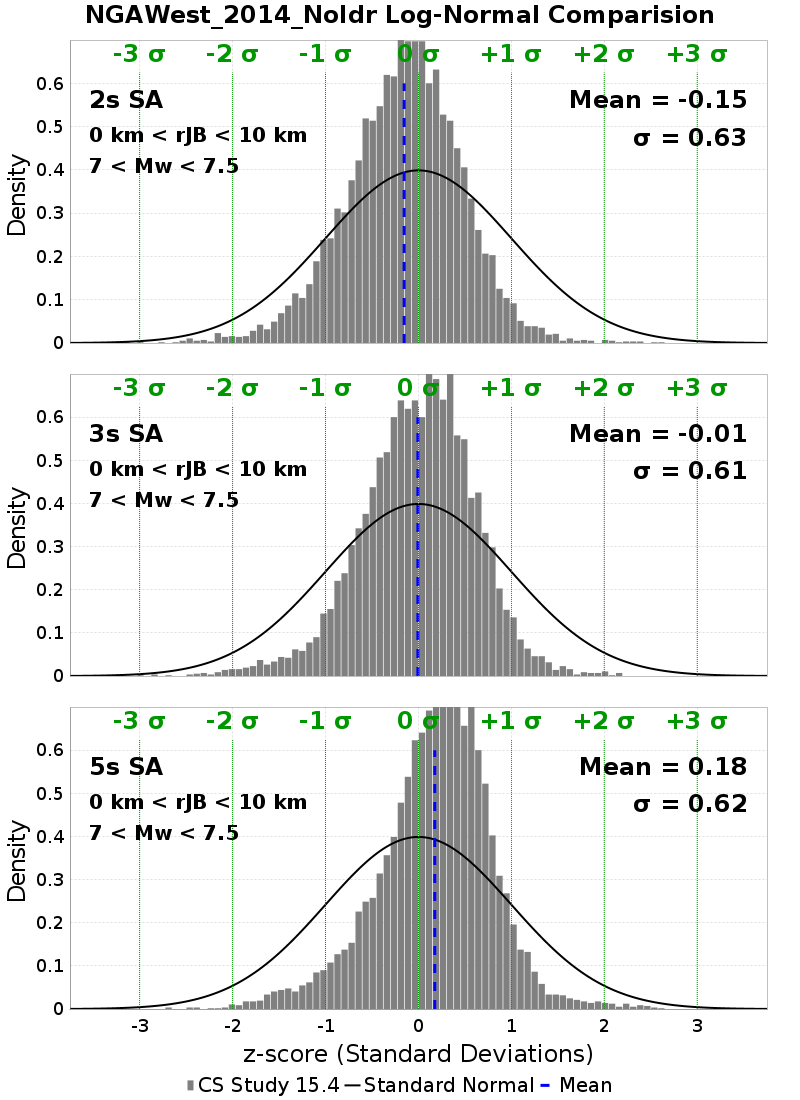 NGAWest_2014_NoIdr Log-Normal Comparision
-3 σ -2 σ -1 σ 0 σ +1 σ +2 σ +3 σ
2s SA
Mean = -0.15
0 km < rJB < 10 km
σ = 0.63
7 < Mw < 7.5
Density
0.6
0.5
0.4
0.3
0.2
0.1
0
-3 σ -2 σ -1 σ 0 σ +1 σ +2 σ +3 σ
3s SA
Mean = -0.01
0 km < rJB < 10 km
σ = 0.61
7 < Mw < 7.5
Density
0.6
0.5
0.4
0.3
0.2
0.1
0
-3 σ -2 σ -1 σ 0 σ +1 σ +2 σ +3 σ
5s SA
Mean = 0.18
0 km < rJB < 10 km
σ = 0.62
7 < Mw < 7.5
Density
0.6
0.5
0.4
0.3
0.2
0.1
0
-3 -2 -1 0 1 2 3
z-score (Standard Deviations)
CS Study 15.4 Standard Normal Mean